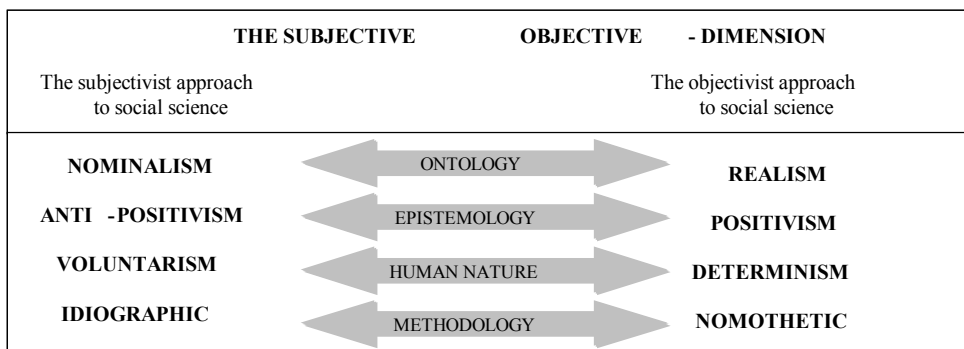 THE SUBJECTIVE OBJECTIVE - DIMENSION
The subjectivist approach
to social science
The objectivist approach
to social science
NOMINALISM ONTOLOGY REALISM
ANTI -POSITIVISM EPISTEMOLOGY POSITIVISM
VOLUNTARISM HUMAN NATURE DETERMINISM
IDIOGRAPHIC METHODOLOGY NOMOTHETIC